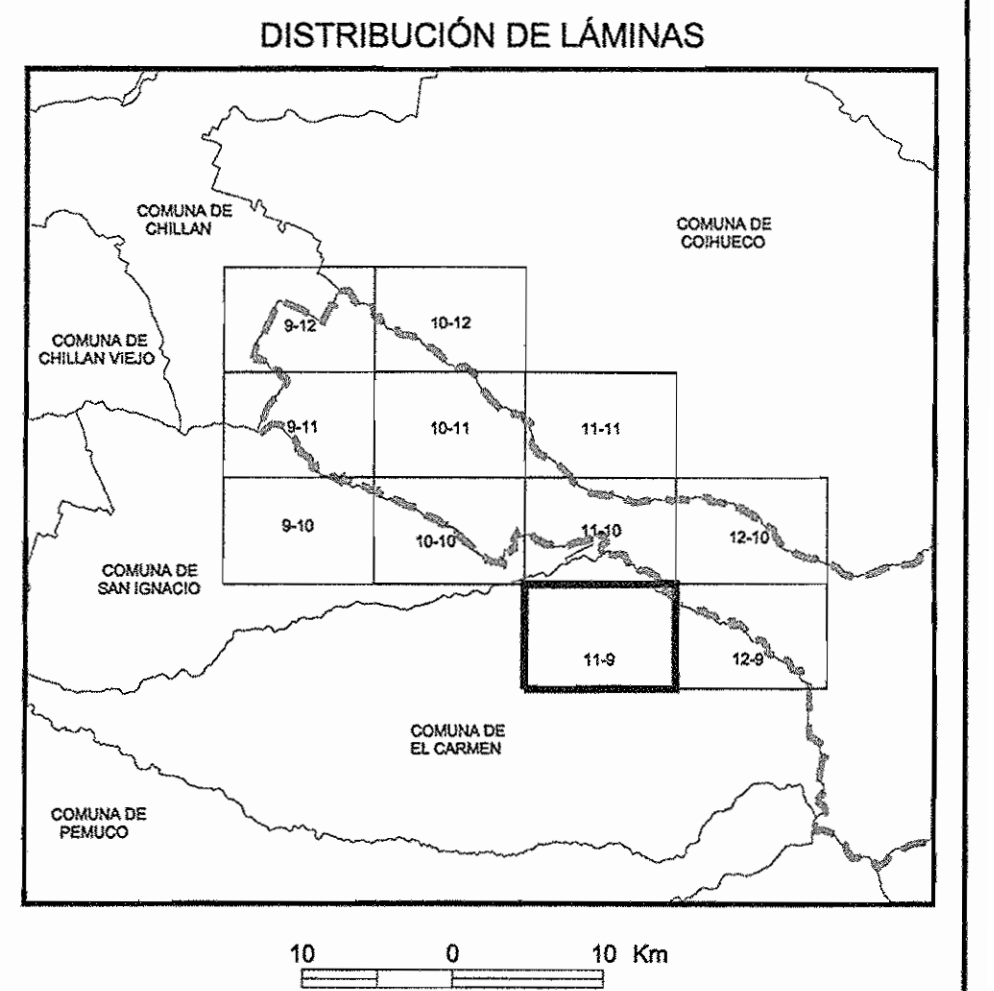 DISTRIBUCIÓN DE LÁMINAS
COMUNA DE
CHILLAN
COMUNA DE
COIHUECO
COMUNA DE
CHILLAN VIEJO
9-12
10-12
9-11
10-11
11-11
9-10
10-10
11-10
12-10
COMUNA DE
SAN IGNACIO
11-9
12-9
COMUNA DE
EL CARMEN
COMUNA DE
PEMUCO
10 0 10 Km